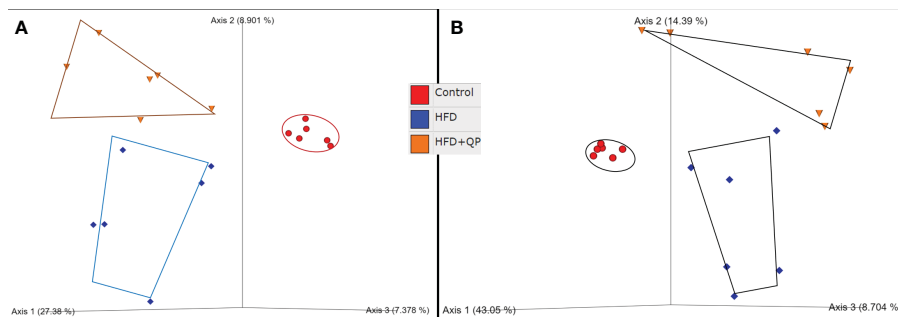 A
Axis 2 (8.901 %)
Axis 1 (27.38 %)
Axis 3 (7.378 %)
Control
HFD
HFD+QP
B
Axis 2 (14.39 %)
Axis 1 (43.05 %)
Axis 3 (8.704 %